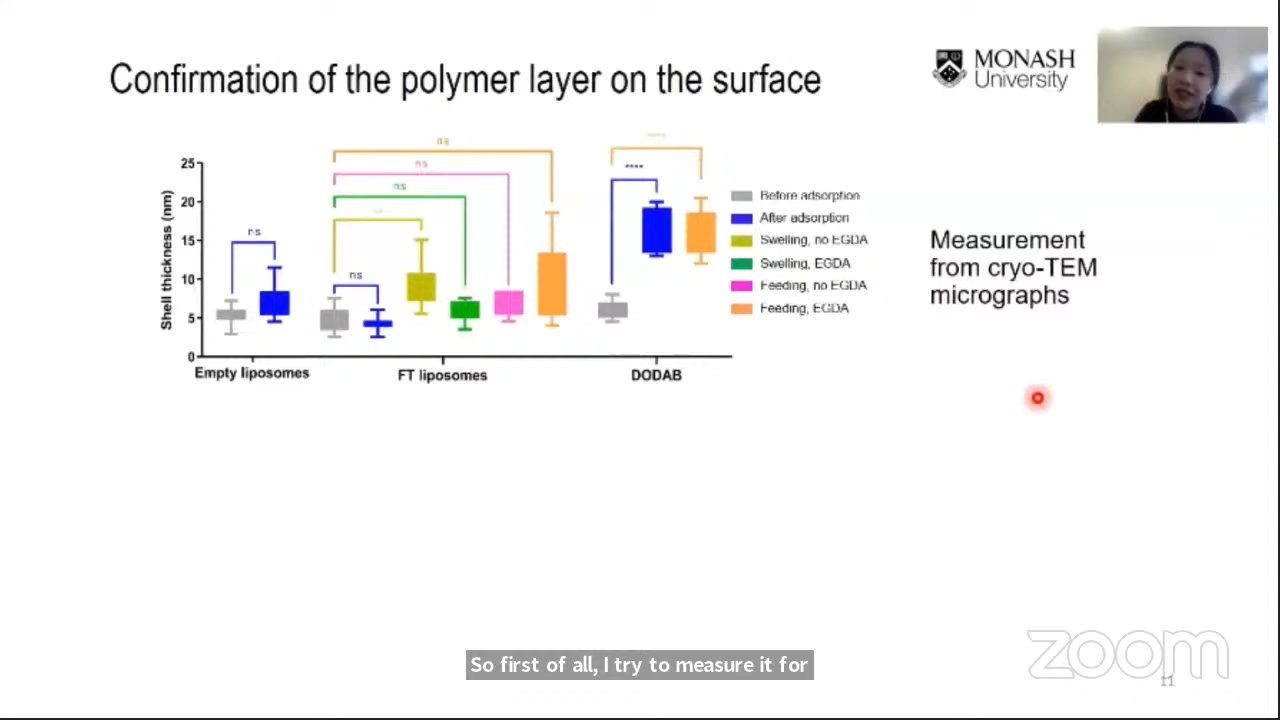 Confirmation of the polymer layer on the surface
MONASH
University
ns
ns
ns
ns
ns
****
25
20
15
10
5
0
Shell thickness (nm)
Empty liposomes
FT liposomes
DODAB
Before adsorption
After adsorption
Swelling, no EGDA
Swelling, EGDA
Feeding, no EGDA
Feeding, EGDA
Measurement
from cryo-TEM
micrographs
So first of all, I try to measure it for
zoom
11